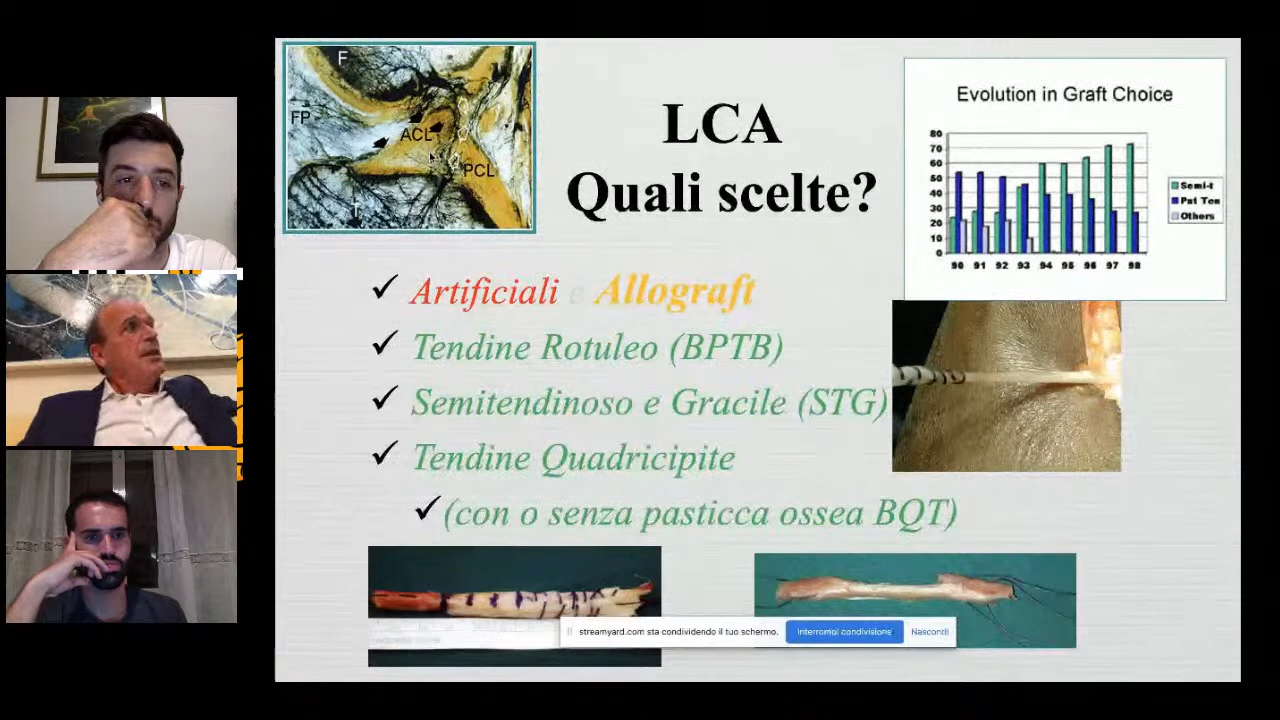 F
FP
ACL
PCL
LCA
Quali scelte?
Evolution in Graft Choice
80
70
60
50
40
30
20
10
0
90 91 92 93 94 95 96 97 98
Semi-t
Pat Ten
Others
✓ Artificiali e Allograft
✓ Tendine Rotuleo (BPTB)
✓ Semitendinoso e Gracile (STG)
✓ Tendine Quadricipite
✓ (con o senza pasticca ossea BQT)
streamyard.com sta condividendo il tuo schermo.
Interrompi condivisione
Nascondi